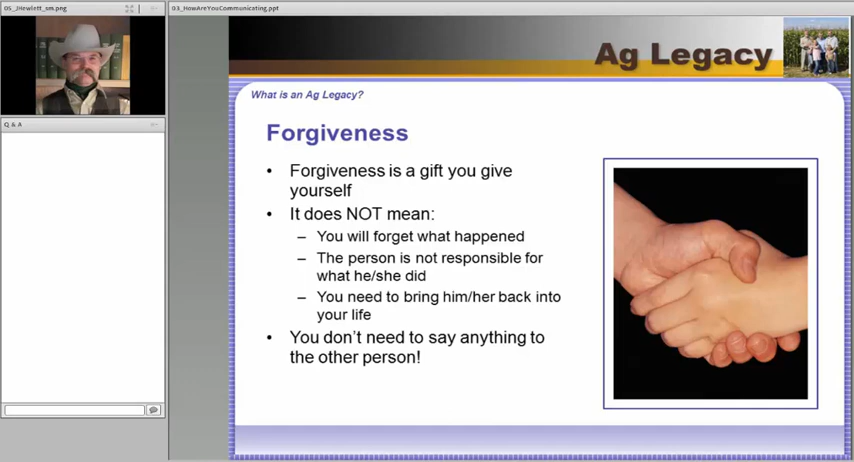 05_JHewlett_sm.png
03_HowAreYouCommunicating.ppt
Ag Legacy
Q & A
What is an Ag Legacy?
Forgiveness
• Forgiveness is a gift you give
yourself
• It does NOT mean:
– You will forget what happened
– The person is not responsible for
what he/she did
– You need to bring him/her back into
your life
• You don't need to say anything to
the other person!